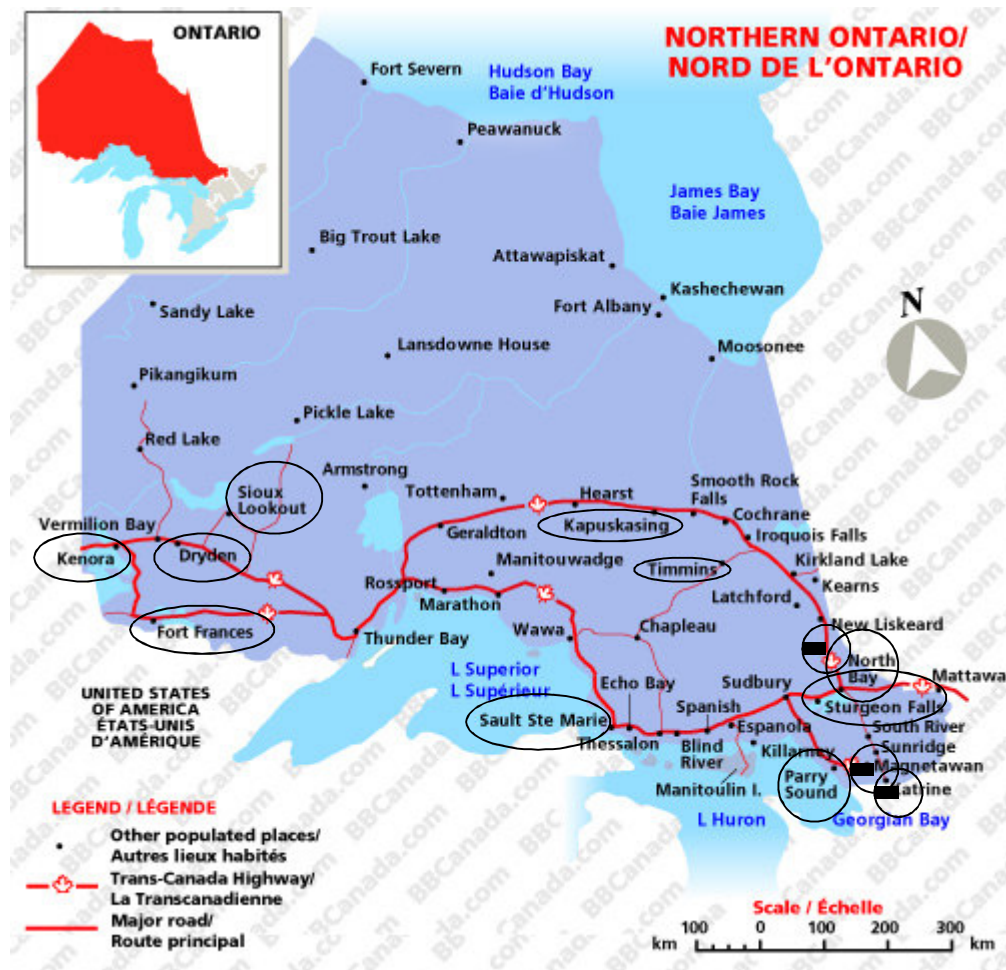 ONTARIO
NORTHERN ONTARIO/
NORD DE L'ONTARIO
Fort Severn
Hudson Bay
Baie d'Hudson
Peawanuck
James Bay
Baie James
Big Trout Lake
Attawapiskat
Kashechewan
Fort Albany
Sandy Lake
N
Lansdowne House
Moosonee
Pikangikum
Pickle Lake
Red Lake
Armstrong
Sioux
Lookout
Tottenham
Hearst
Smooth Rock
Falls
Vermilion Bay
Kapuskasing
Cochrane
Geraldton
Iroquois Falls
Kenora
Dryden
Manitouwadge
Timmins
Kirkland Lake
Rossport
Kearns
Marathon
Latchford
Fort Frances
Thunder Bay
Wawa
Chapleau
New Liskeard
L Superior
L Supérieur
North
Bay
Mattawa
UNITED STATES
OF AMERICA
ÉTATS-UNIS
D'AMÉRIQUE
Echo Bay
Sudbury
Sturgeon Falls
Sault Ste Marie
Spanish
Espanola
South River
Thessalon
Blind
River
Killarney
Sunridge
Magnetawan
Manitoulin I.
Parry
Sound
L Huron
Georgian Bay
LEGEND / LÉGENDE
Other populated places/
Autres lieux habités
Trans-Canada Highway/
La Transcanadienne
Major road/
Route principal
Scale / Échelle
100 0 100 200 300
km km
BBCanada.com